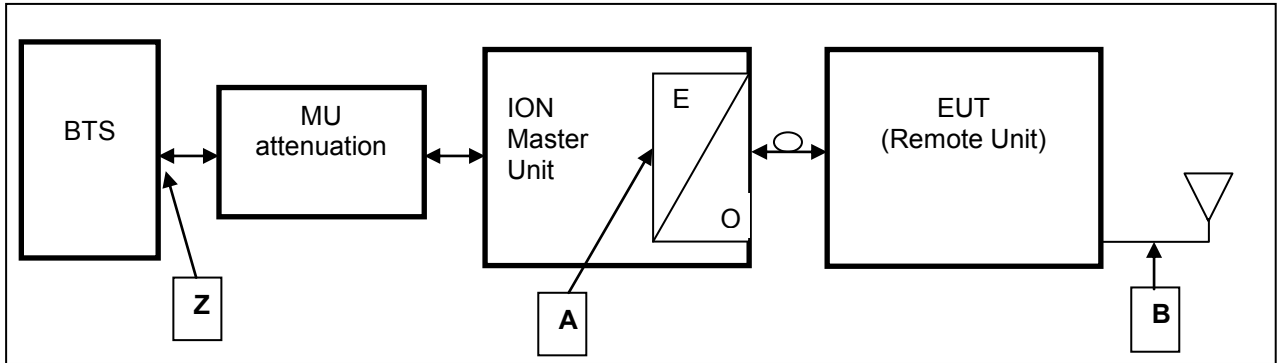 BTS
MU
attenuation
ION
Master
Unit
E
O
EUT
(Remote Unit)
Z
A
B